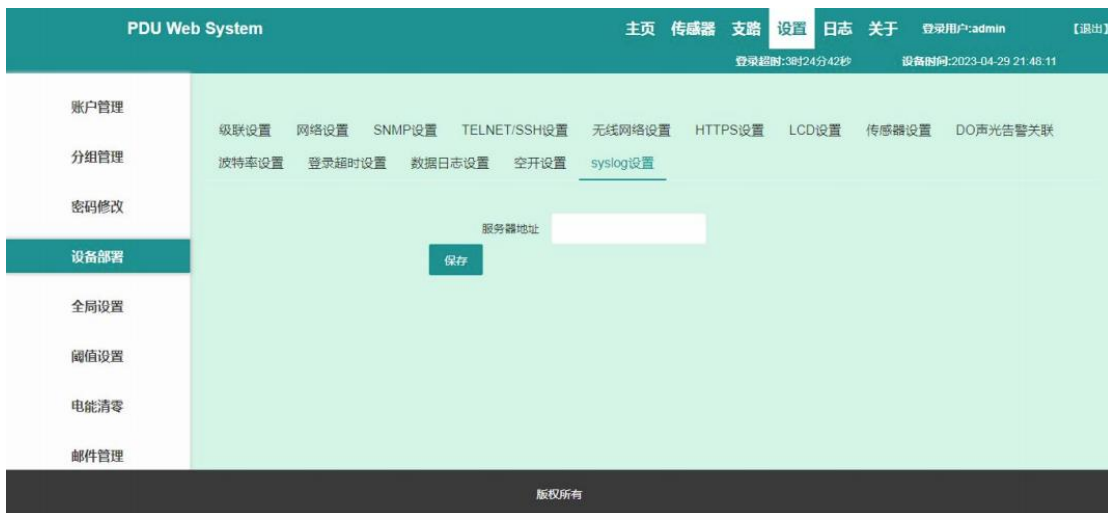 PDU Web System 主页 传感器 支路 设置 日志 关于 登录用户:admin 【退出】
登录超时:3时24分42秒 设备时间:2023-04-29 21:48:11
账户管理
分组管理
密码修改
设备部署
全局设置
阈值设置
电能清零
邮件管理
级联设置 网络设置 SNMP设置 TELNET/SSH设置 无线网络设置 HTTPS设置 LCD设置 传感器设置 DO声光告警关联
波特率设置 登录超时设置 数据日志设置 空开设置 syslog设置
服务器地址
保存
版权所有